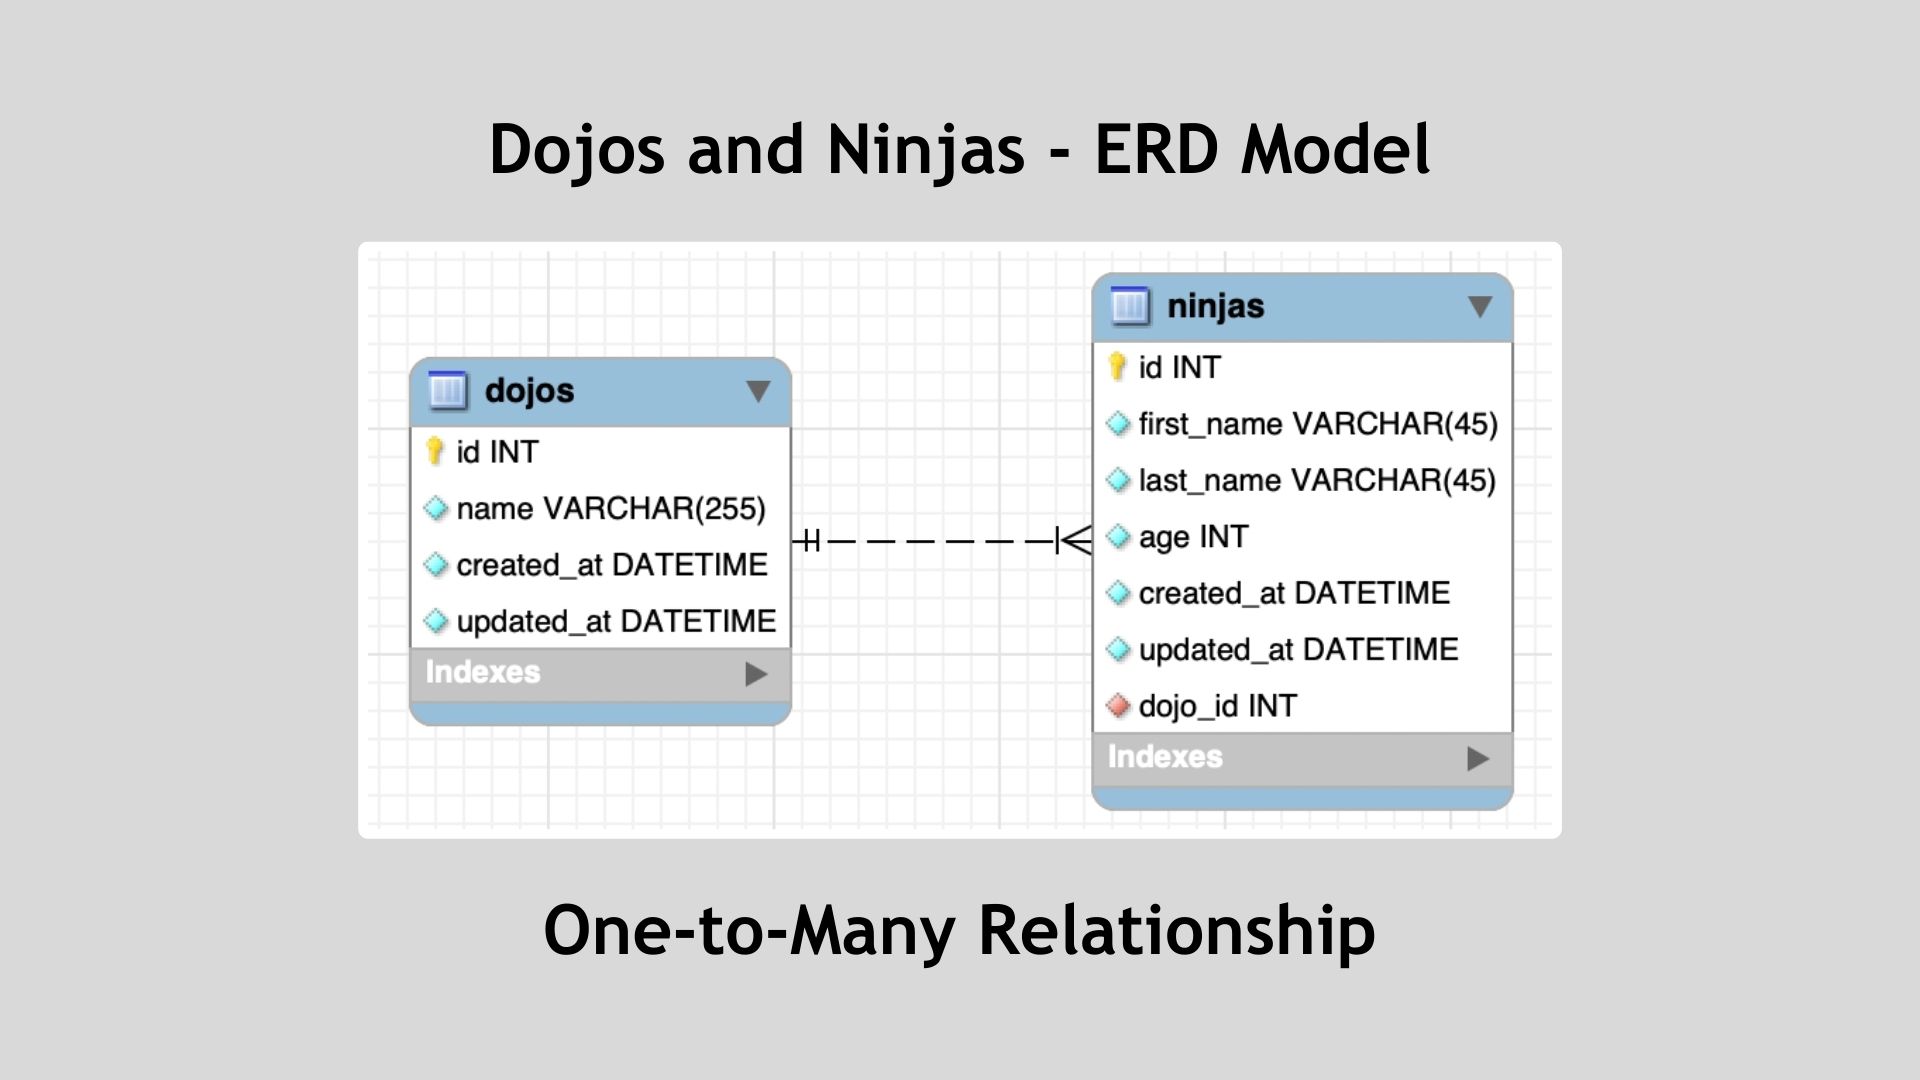 Dojos and Ninjas - ERD Model
dojos
id INT
name VARCHAR(255)
created_at DATETIME
updated_at DATETIME
Indexes
ninjas
id INT
first_name VARCHAR(45)
last_name VARCHAR(45)
age INT
created_at DATETIME
updated_at DATETIME
dojo_id INT
Indexes
One-to-Many Relationship